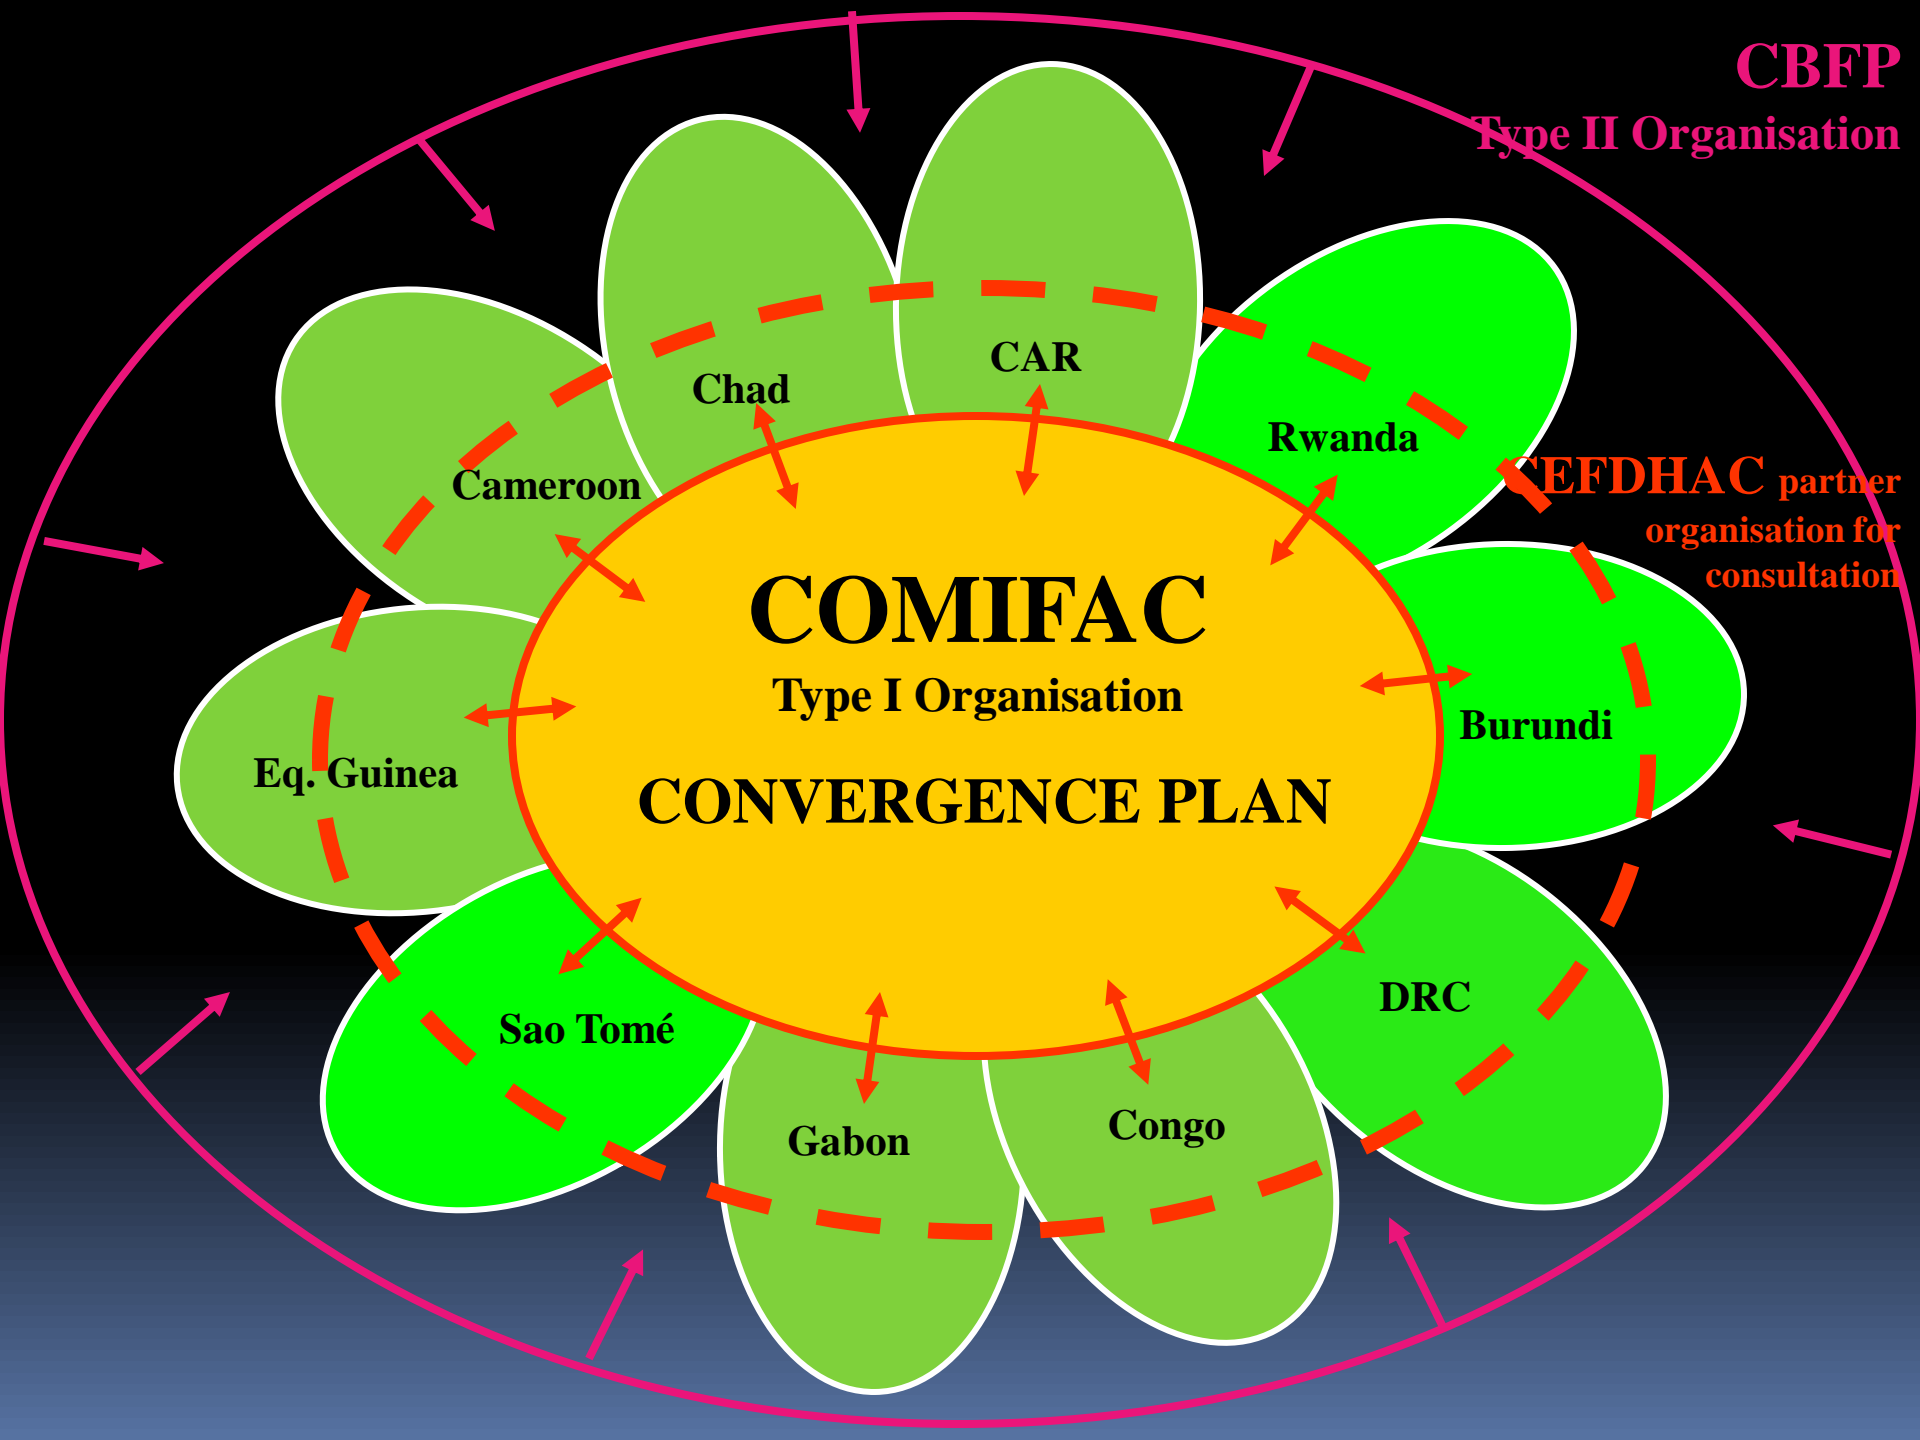 CBFP
Type II Organisation
CAR
Chad
Rwanda
CEFDHAC partner
organisation for
consultation
Cameroon
COMIFAC
Type I Organisation
Burundi
Eq. Guinea
CONVERGENCE PLAN
DRC
Sao Tomé
Congo
Gabon